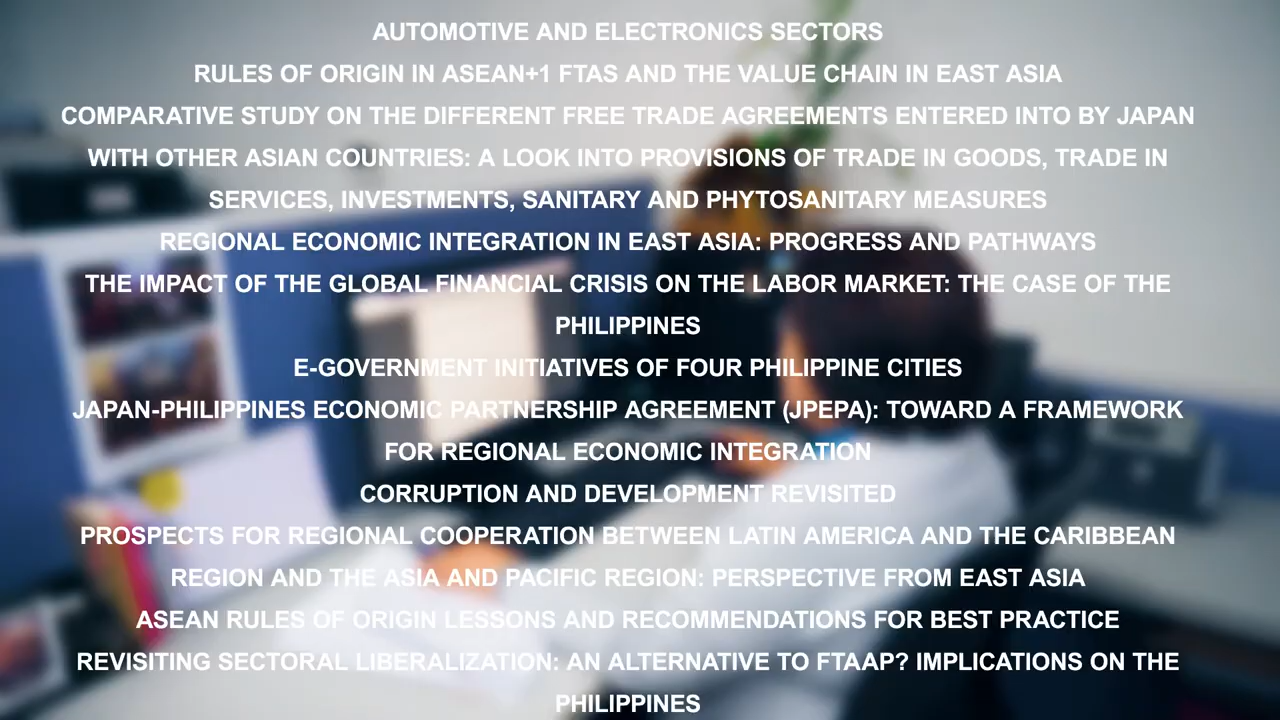 AUTOMOTIVE AND ELECTRONICS SECTORS
RULES OF ORIGIN IN ASEAN+1 FTAS AND THE VALUE CHAIN IN EAST ASIA
COMPARATIVE STUDY ON THE DIFFERENT FREE TRADE AGREEMENTS ENTERED INTO BY JAPAN
WITH OTHER ASIAN COUNTRIES: A LOOK INTO PROVISIONS OF TRADE IN GOODS, TRADE IN
SERVICES, INVESTMENTS, SANITARY AND PHYTOSANITARY MEASURES
REGIONAL ECONOMIC INTEGRATION IN EAST ASIA: PROGRESS AND PATHWAYS
THE IMPACT OF THE GLOBAL FINANCIAL CRISIS ON THE LABOR MARKET: THE CASE OF THE
PHILIPPINES
E-GOVERNMENT INITIATIVES OF FOUR PHILIPPINE CITIES
JAPAN-PHILIPPINES ECONOMIC PARTNERSHIP AGREEMENT (JPEPA): TOWARD A FRAMEWORK
FOR REGIONAL ECONOMIC INTEGRATION
CORRUPTION AND DEVELOPMENT REVISITED
PROSPECTS FOR REGIONAL COOPERATION BETWEEN LATIN AMERICA AND THE CARIBBEAN
REGION AND THE ASIA AND PACIFIC REGION: PERSPECTIVE FROM EAST ASIA
ASEAN RULES OF ORIGIN LESSONS AND RECOMMENDATIONS FOR BEST PRACTICE
REVISITING SECTORAL LIBERALIZATION: AN ALTERNATIVE TO FTAAP? IMPLICATIONS ON THE
PHILIPPINES